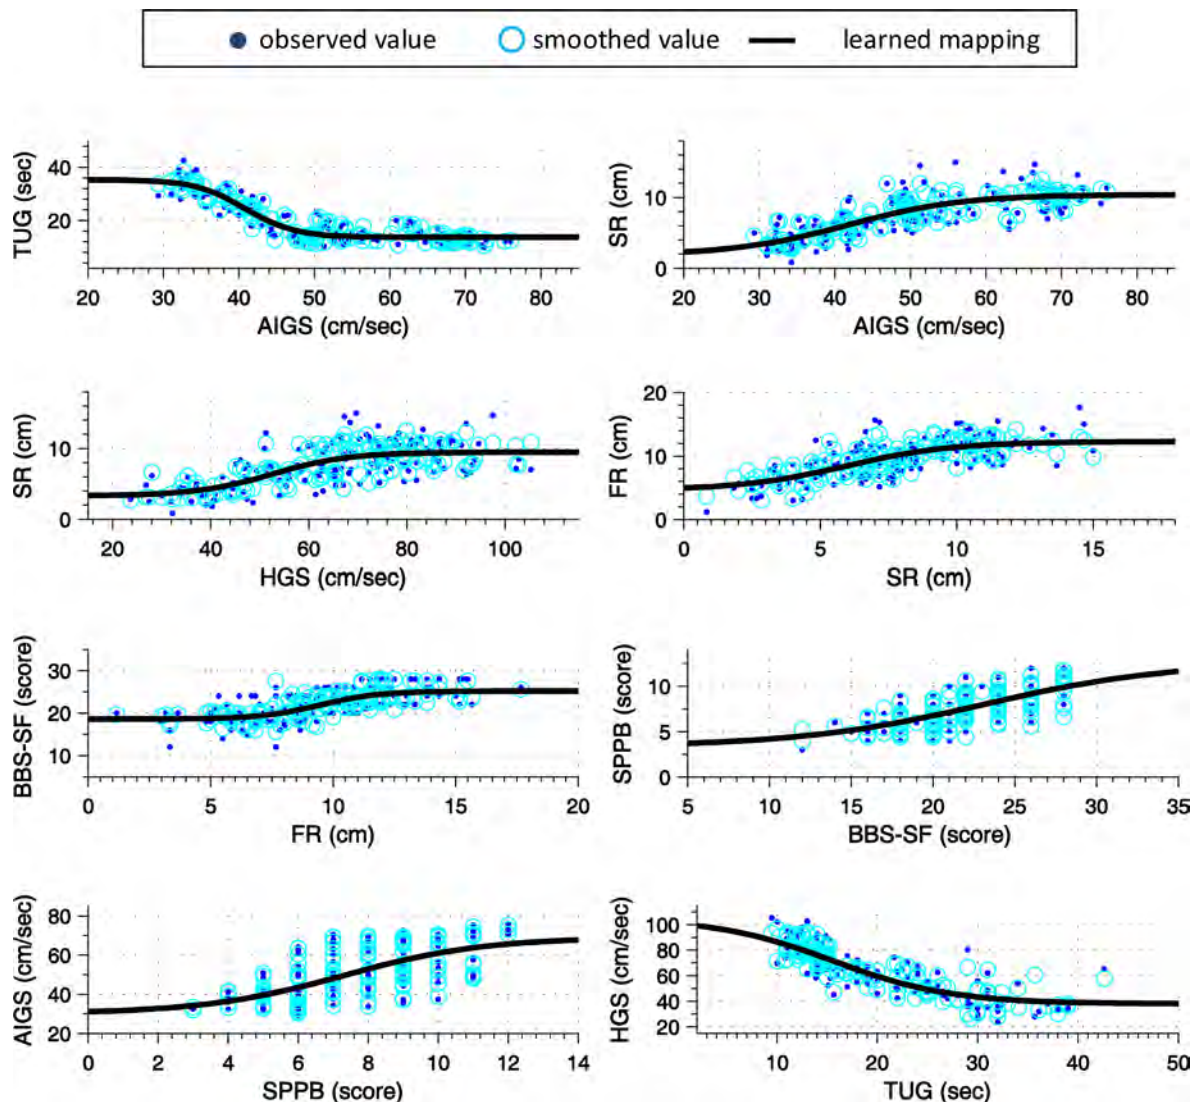 observed value smoothed value learned mapping
TUG (sec)
40
20
20 30 40 50 60 70 80
AIGS (cm/sec)
SR (cm)
10
0
20 30 40 50 60 70 80
AIGS (cm/sec)
SR (cm)
10
0
20 40 60 80 100
HGS (cm/sec)
FR (cm)
20
10
0
0 5 10 15
SR (cm)
BBS-SF (score)
30
20
10
0 5 10 15 20
FR (cm)
SPPB (score)
10
5
0
5 10 15 20 25 30 35
BBS-SF (score)
AIGS (cm/sec)
80
60
40
20
0 2 4 6 8 10 12 14
SPPB (score)
HGS (cm/sec)
100
80
60
40
20
10 20 30 40 50
TUG (sec)